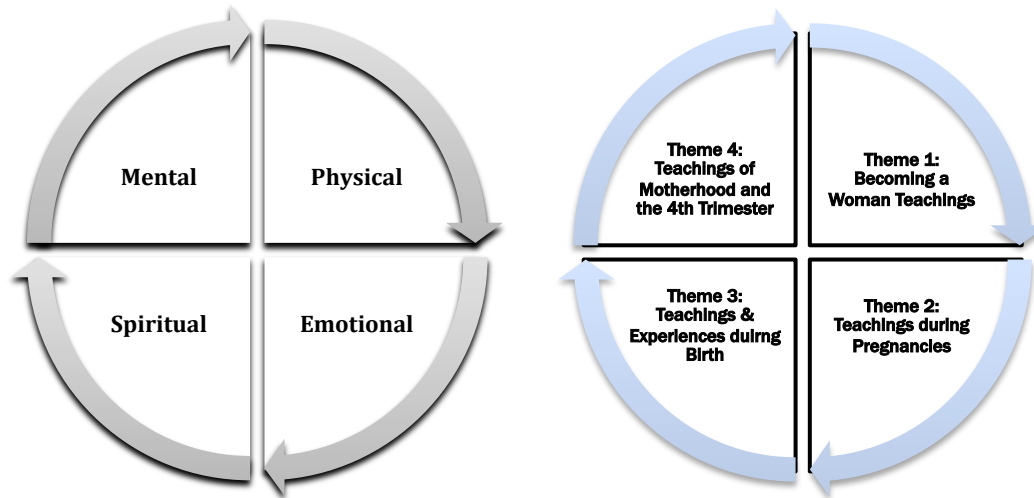 Mental
Physical
Spiritual
Emotional
Theme 4:
Teachings of
Motherhood and
the 4th Trimester
Theme 1:
Becoming a
Woman Teachings
Theme 3:
Teachings &
Experiences duirng
Birth
Theme 2:
Teachings during
Pregnancies